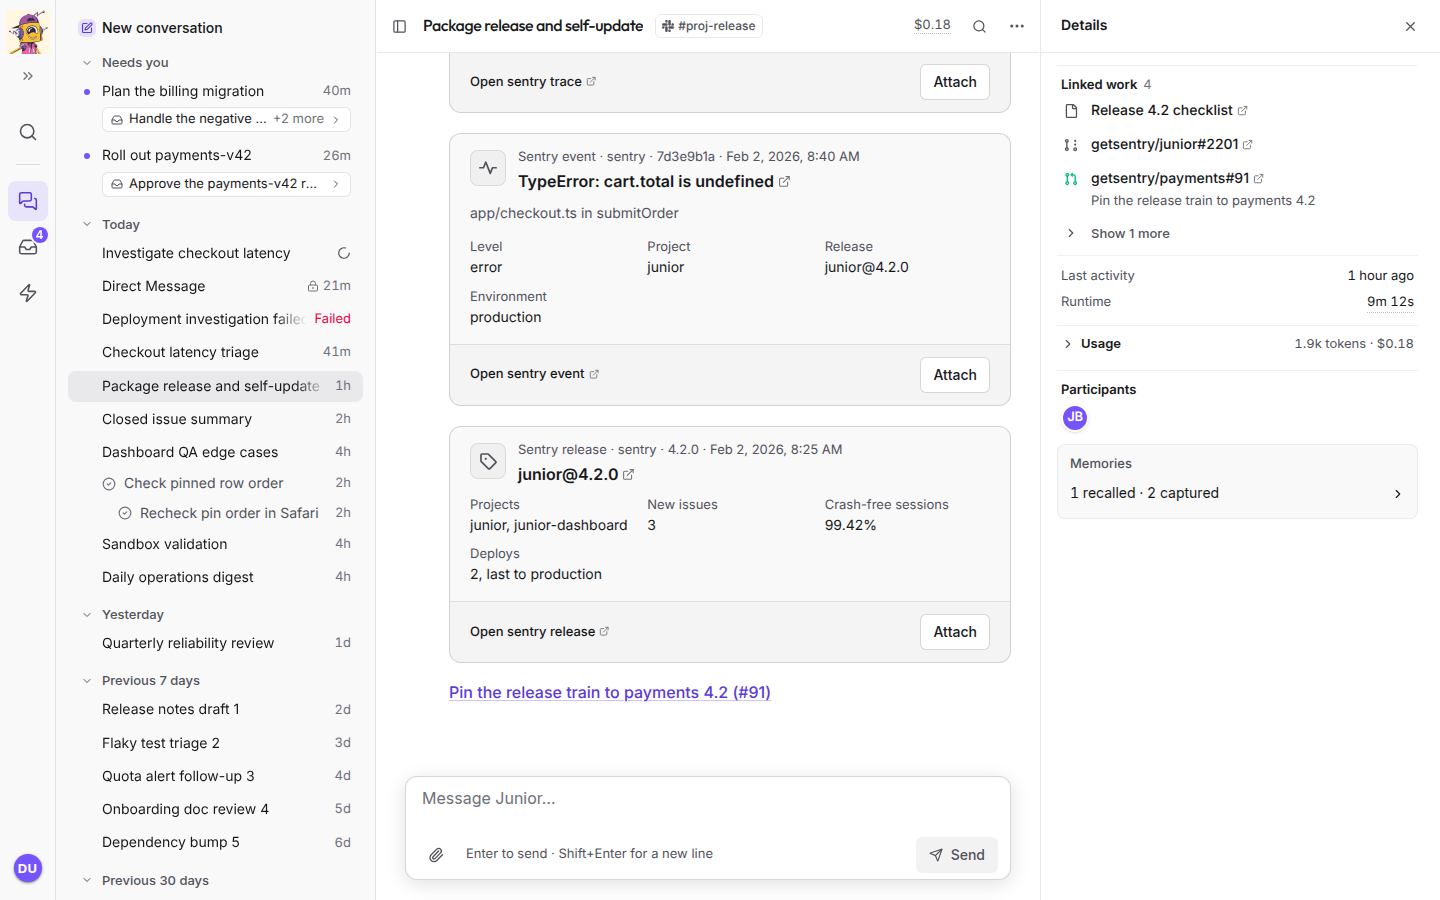 New conversation
Needs you
Plan the billing migration 40m
Handle the negative ... +2 more
Roll out payments-v42 26m
Approve the payments-v42 r...
Today
Investigate checkout latency
Direct Message 21m
Deployment investigation failed Failed
Checkout latency triage 41m
Package release and self-update 1h
Closed issue summary 2h
Dashboard QA edge cases 4h
Check pinned row order 2h
Recheck pin order in Safari 2h
Sandbox validation 4h
Daily operations digest 4h
Yesterday
Quarterly reliability review 1d
Previous 7 days
Release notes draft 1 2d
Flaky test triage 2 3d
Quota alert follow-up 3 4d
Onboarding doc review 4 5d
Dependency bump 5 6d
Previous 30 days
4
DU
Package release and self-update #proj-release $0.18
Open sentry trace Attach
Sentry event · sentry · 7d3e9b1a · Feb 2, 2026, 8:40 AM
TypeError: cart.total is undefined
app/checkout.ts in submitOrder
Level Project Release
error junior junior@4.2.0
Environment
production
Open sentry event Attach
Sentry release · sentry · 4.2.0 · Feb 2, 2026, 8:25 AM
junior@4.2.0
Projects New issues Crash-free sessions
junior, junior-dashboard 3 99.42%
Deploys
2, last to production
Open sentry release Attach
Pin the release train to payments 4.2 (#91)
Message Junior...
Enter to send · Shift+Enter for a new line Send
Details
Linked work 4
Release 4.2 checklist
getsentry/junior#2201
getsentry/payments#91
Pin the release train to payments 4.2
Show 1 more
Last activity 1 hour ago
Runtime 9m 12s
Usage 1.9k tokens · $0.18
Participants
JB
Memories
1 recalled · 2 captured